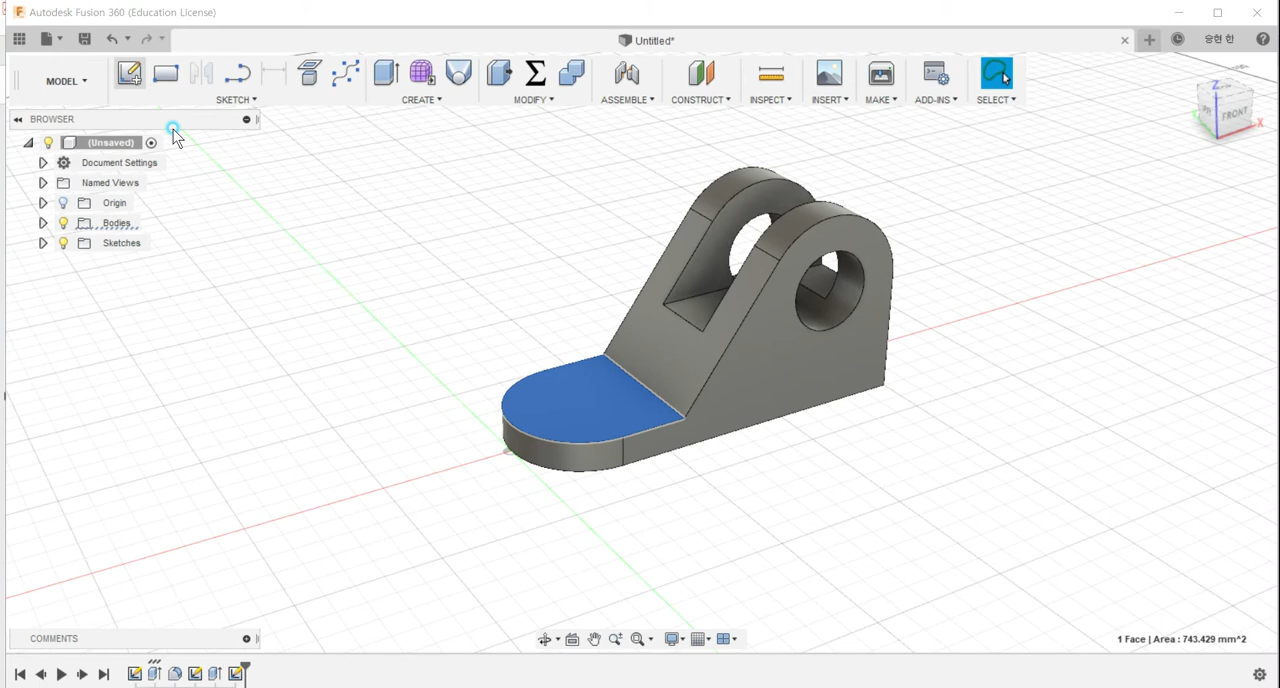 Autodesk Fusion 360 (Education License)
Untitled*
승현 한
MODEL
SKETCH
CREATE
MODIFY
ASSEMBLE
CONSTRUCT
INSPECT
INSERT
MAKE
ADD-INS
SELECT
BROWSER
(Unsaved)
Document Settings
Named Views
Origin
Bodies
Sketches
Z
FRONT
X
COMMENTS
1 Face | Area : 743.429 mm^2